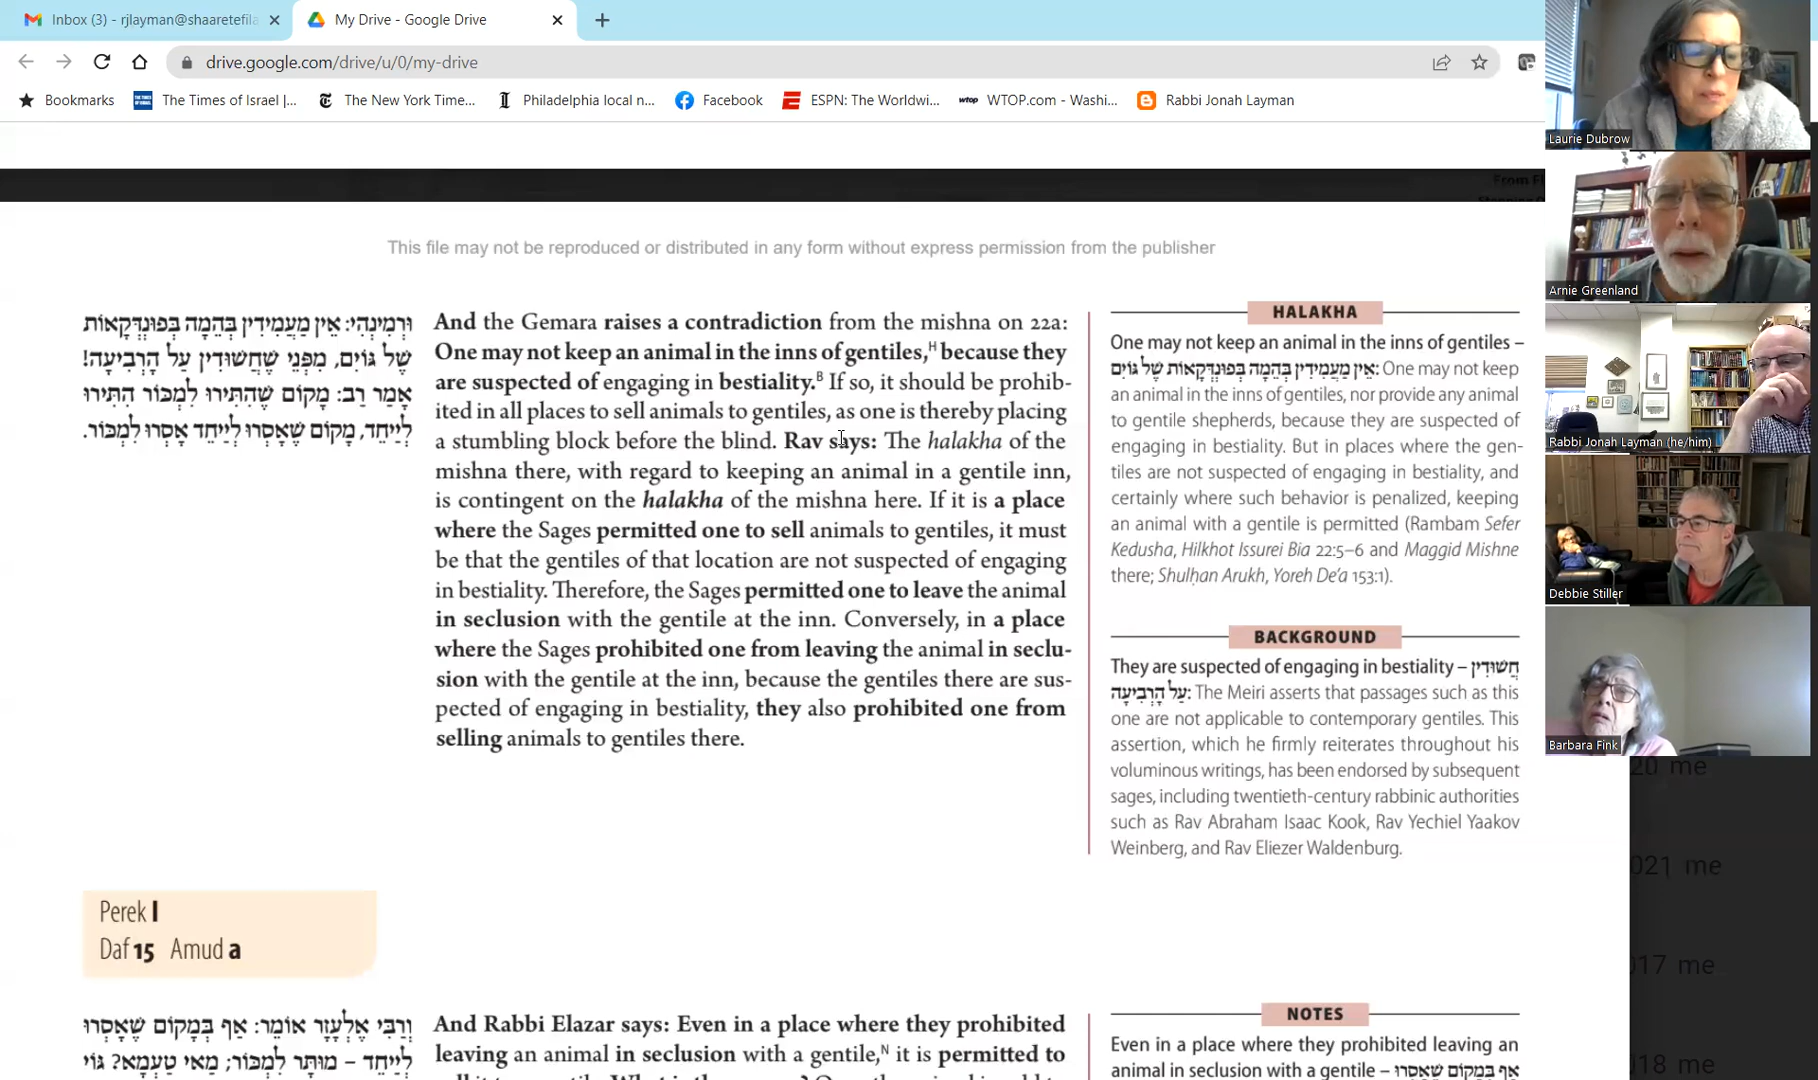 Inbox (3) - rjlayman@shaaretefila
My Drive - Google Drive
drive.google.com/drive/u/0/my-drive
Bookmarks
The Times of Israel |...
The New York Time...
Philadelphia local n...
Facebook
ESPN: The Worldwi...
wtop
WTOP.com - Washi...
Rabbi Jonah Layman
This file may not be reproduced or distributed in any form without express permission from the publisher
וּרְמִינְהִי: אֵין מַעֲמִידִין בְּהֵמָה בְּפוּנְדְּקָאוֹת
שֶׁל גּוֹיִם, מִפְּנֵי שֶׁחֲשׁוּדִין עַל הָרְבִיעָה!
אָמַר רַב: מָקוֹם שֶׁהִתִּירוּ לִמְכּוֹר הִתִּירוּ
לְיַיחֵד, מָקוֹם שֶׁאָסְרוּ לְיַיחֵד אָסְרוּ לִמְכּוֹר.
And the Gemara raises a contradiction from the mishna on 22a:
One may not keep an animal in the inns of gentiles,ᴴ because they
are suspected of engaging in bestiality.ᴮ If so, it should be prohib-
ited in all places to sell animals to gentiles, as one is thereby placing
a stumbling block before the blind. Rav says: The halakha of the
mishna there, with regard to keeping an animal in a gentile inn,
is contingent on the halakha of the mishna here. If it is a place
where the Sages permitted one to sell animals to gentiles, it must
be that the gentiles of that location are not suspected of engaging
in bestiality. Therefore, the Sages permitted one to leave the animal
in seclusion with the gentile at the inn. Conversely, in a place
where the Sages prohibited one from leaving the animal in seclu-
sion with the gentile at the inn, because the gentiles there are sus-
pected of engaging in bestiality, they also prohibited one from
selling animals to gentiles there.
HALAKHA
One may not keep an animal in the inns of gentiles –
אֵין מַעֲמִידִין בְּהֵמָה בְּפוּנְדְּקָאוֹת שֶׁל גּוֹיִם: One may not keep
an animal in the inns of gentiles, nor provide any animal
to gentile shepherds, because they are suspected of
engaging in bestiality. But in places where the gen-
tiles are not suspected of engaging in bestiality, and
certainly where such behavior is penalized, keeping
an animal with a gentile is permitted (Rambam Sefer
Kedusha, Hilkhot Issurei Bia 22:5–6 and Maggid Mishne
there; Shulḥan Arukh, Yoreh De'a 153:1).
BACKGROUND
They are suspected of engaging in bestiality – חֲשׁוּדִין
עַל הָרְבִיעָה: The Meiri asserts that passages such as this
one are not applicable to contemporary gentiles. This
assertion, which he firmly reiterates throughout his
voluminous writings, has been endorsed by subsequent
sages, including twentieth-century rabbinic authorities
such as Rav Abraham Isaac Kook, Rav Yechiel Yaakov
Weinberg, and Rav Eliezer Waldenburg.
Perek I
Daf 15 Amud a
וְרַבִּי אֶלְעָזָר אוֹמֵר: אַף בְּמָקוֹם שֶׁאָסְרוּ
לְיַיחֵד – מוּתָּר לִמְכּוֹר; מַאי טַעְמָא? גּוֹי
And Rabbi Elazar says: Even in a place where they prohibited
leaving an animal in seclusion with a gentile,ᴺ it is permitted to
NOTES
Even in a place where they prohibited leaving an
animal in seclusion with a gentile – אַף בְּמָקוֹם שֶׁאָסְרוּ
Laurie Dubrow
Arnie Greenland
Rabbi Jonah Layman (he/him)
Debbie Stiller
Barbara Fink
20 me
021 me
017 me
018 me